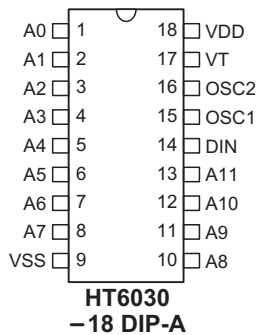 A0 1 18 VDD
A1 2 17 VT
A2 3 16 OSC2
A3 4 15 OSC1
A4 5 14 DIN
A5 6 13 A11
A6 7 12 A10
A7 8 11 A9
VSS 9 10 A8
HT6030
–18 DIP-A